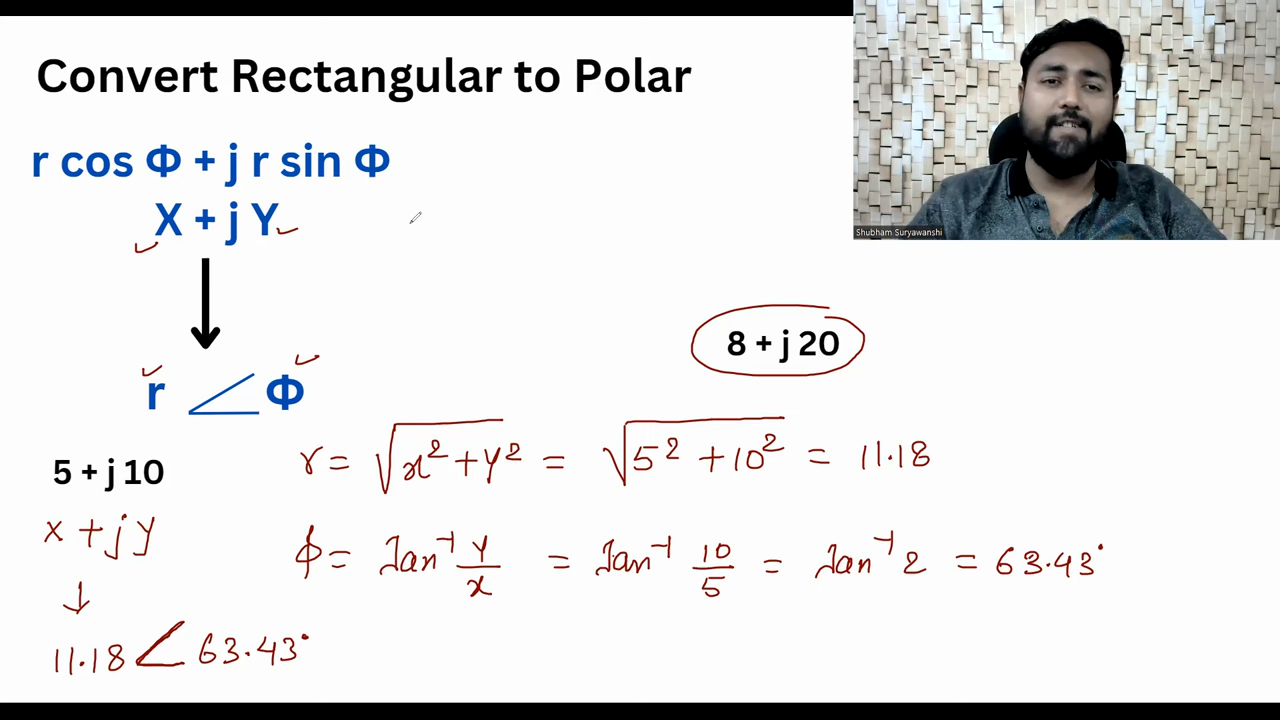 Convert Rectangular to Polar
r cos Φ + j r sin Φ
X + j Y
Shubham Suryawanshi
8 + j 20
r Φ
r = √x² + y² = √5² + 10² = 11.18
5 + j 10
x + j y
Φ = Tan⁻¹ y/x = Tan⁻¹ 10/5 = Tan⁻¹ 2 = 63.43°
11.18 ∠ 63.43°